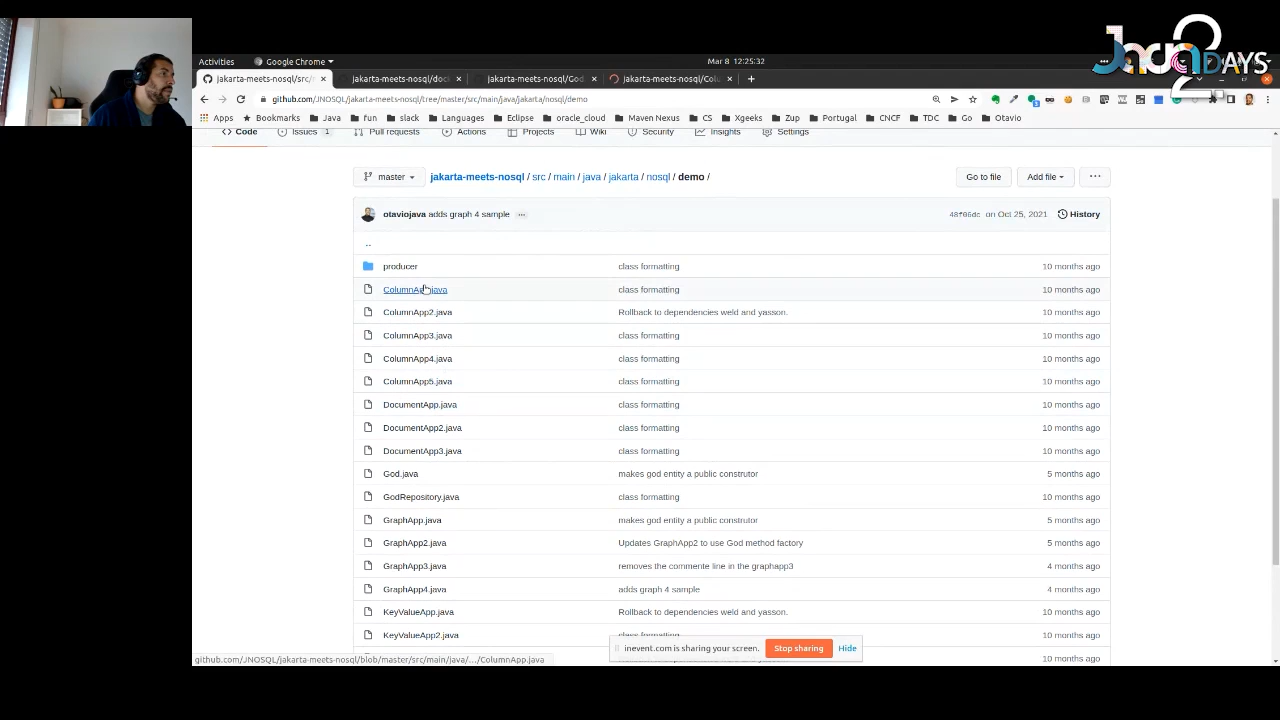 Activities
Google Chrome
Mar 8 12:25:32
jakarta-meets-nosql/src/m
jakarta-meets-nosql/docu
jakarta-meets-nosql/God
jakarta-meets-nosql/Colu
github.com/JNOSQL/jakarta-meets-nosql/tree/master/src/main/java/jakarta/nosql/demo
Apps Bookmarks Java fun slack Languages Eclipse oracle_cloud Maven Nexus CS Xgeeks Zup Portugal CNCF TDC Go Otavio
Code Issues 1 Pull requests Actions Projects Wiki Security Insights Settings
master jakarta-meets-nosql / src / main / java / jakarta / nosql / demo / Go to file Add file ...
otaviojava adds graph 4 sample ... 48f06dc on Oct 25, 2021 History
..
producer class formatting 10 months ago
ColumnApp.java class formatting 10 months ago
ColumnApp2.java Rollback to dependencies weld and yasson. 10 months ago
ColumnApp3.java class formatting 10 months ago
ColumnApp4.java class formatting 10 months ago
ColumnApp5.java class formatting 10 months ago
DocumentApp.java class formatting 10 months ago
DocumentApp2.java class formatting 10 months ago
DocumentApp3.java class formatting 10 months ago
God.java makes god entity a public construtor 5 months ago
GodRepository.java class formatting 10 months ago
GraphApp.java makes god entity a public construtor 5 months ago
GraphApp2.java Updates GraphApp2 to use God method factory 5 months ago
GraphApp3.java removes the commente line in the graphapp3 4 months ago
GraphApp4.java adds graph 4 sample 4 months ago
KeyValueApp.java Rollback to dependencies weld and yasson. 10 months ago
KeyValueApp2.java class formatting 10 months ago
10 months ago
inevent.com is sharing your screen. Stop sharing Hide
github.com/JNOSQL/jakarta-meets-nosql/blob/master/src/main/java/.../ColumnApp.java
2 DAYS